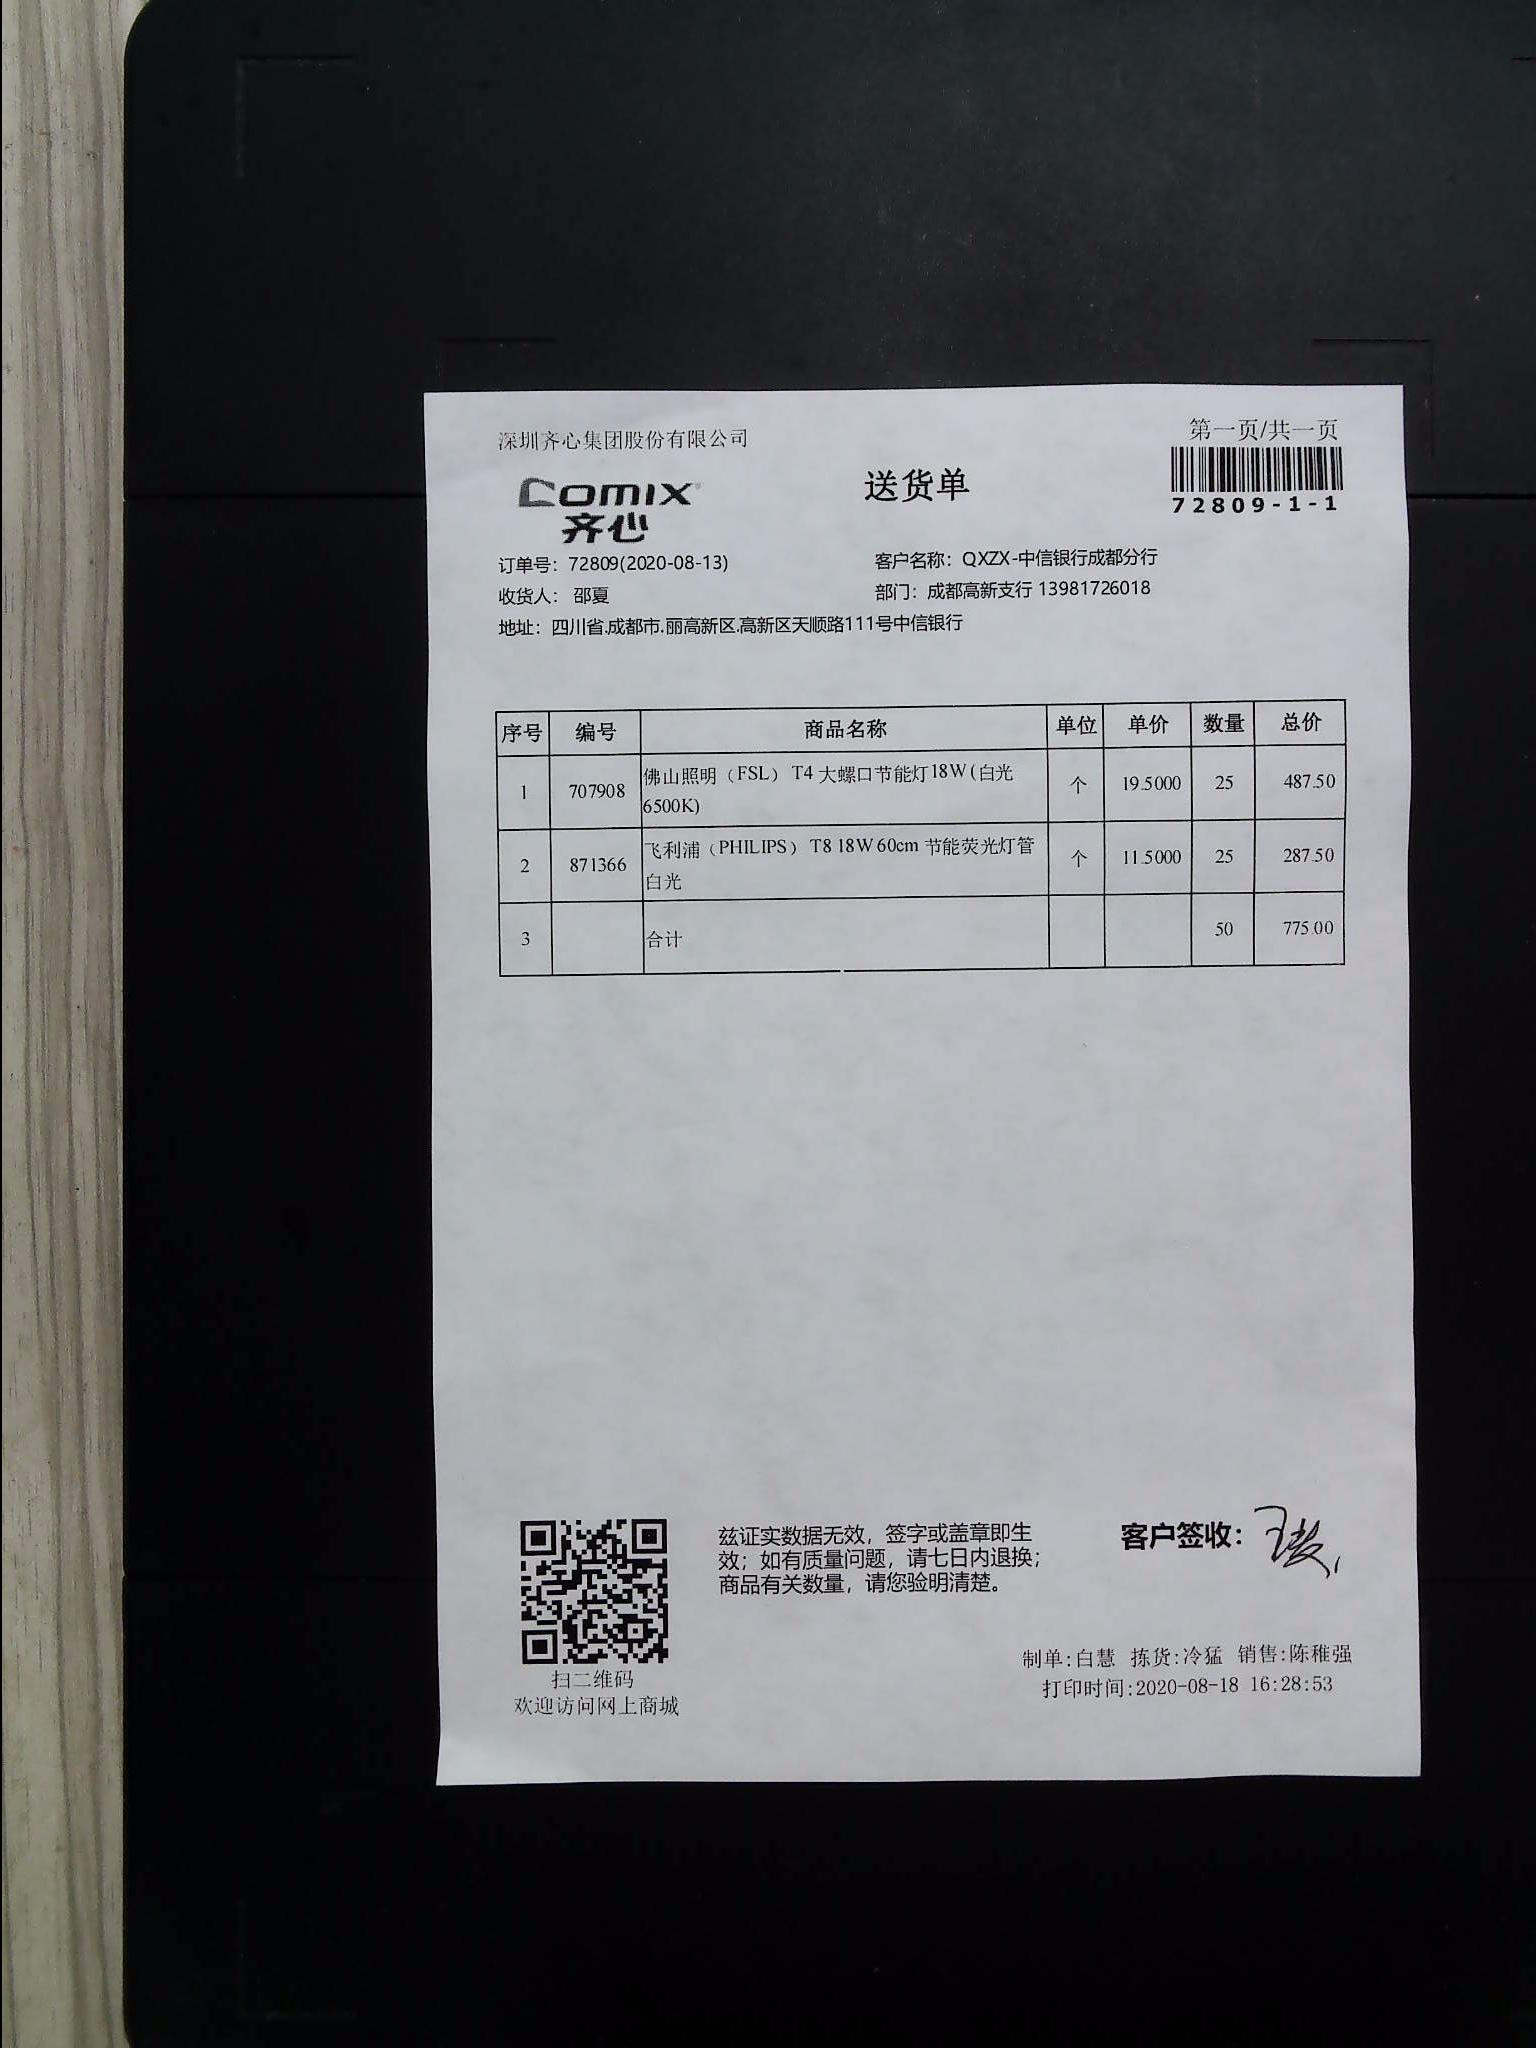 深圳齐心集团股份有限公司
第一页/共一页
comix
齐心
送货单
72809-1-1
订单号：72809(2020-08-13)
客户名称：QXZX-中信银行成都分行
收货人：邵夏
部门：成都高新支行 13981726018
地址：四川省.成都市.丽高新区.高新区天顺路111号中信银行
序号 编号 商品名称 单位 单价 数量 总价
1 707908 佛山照明（FSL） T4 大螺口节能灯18W (白光 个 19.5000 25 487.50
6500K)
2 871366 飞利浦（PHILIPS） T8 18W 60cm 节能荧光灯管 个 11.5000 25 287.50
白光
3 合计 50 775.00
兹证实数据无效，签字或盖章即生
效；如有质量问题，请七日内退换；
商品有关数量，请您验明清楚。
客户签收：
扫二维码
欢迎访问网上商城
制单:白慧 拣货:冷猛 销售:陈稚强
打印时间:2020-08-18 16:28:53